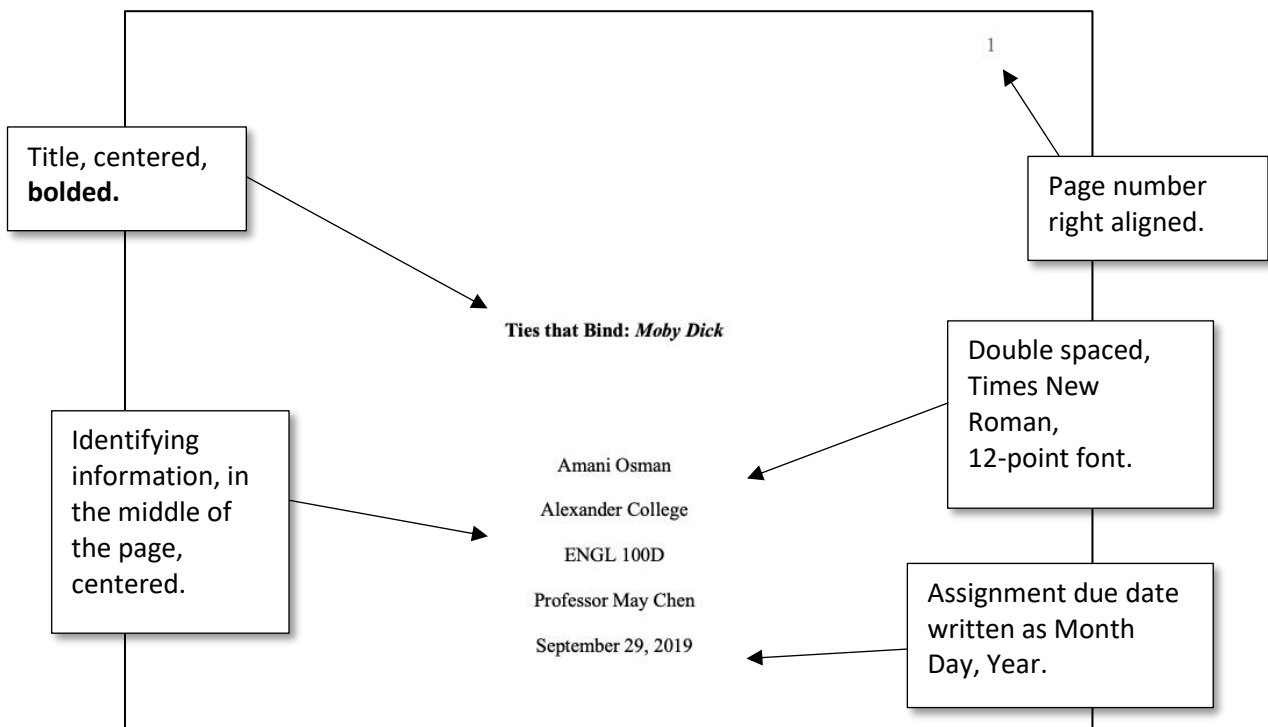 1
Title, centered,
bolded.
Page number
right aligned.
Ties that Bind: Moby Dick
Double spaced,
Times New
Roman,
12-point font.
Identifying
information, in
the middle of
the page,
centered.
Amani Osman
Alexander College
ENGL 100D
Professor May Chen
September 29, 2019
Assignment due date
written as Month
Day, Year.